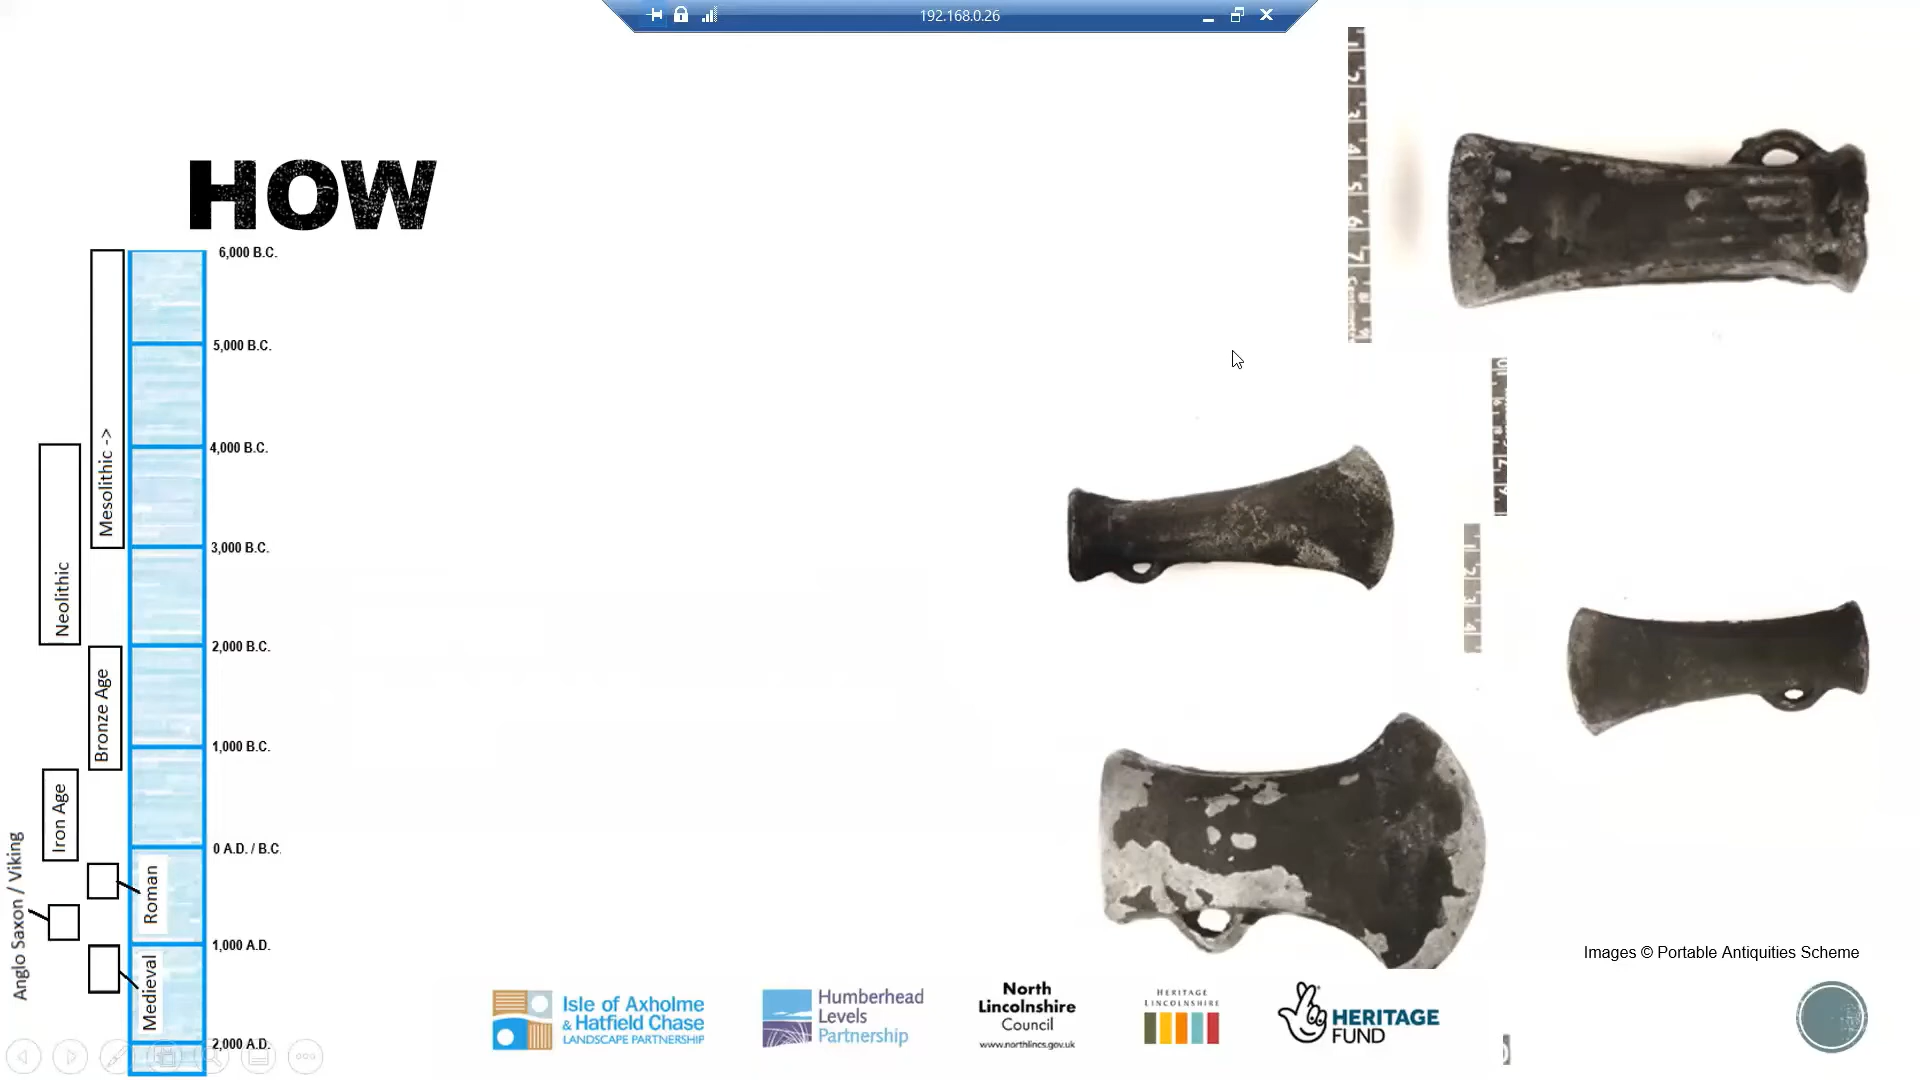 192.168.0.26
HOW
6,000 B.C.
5,000 B.C.
4,000 B.C.
3,000 B.C.
2,000 B.C.
1,000 B.C.
0 A.D. / B.C.
1,000 A.D.
2,000 A.D.
Mesolithic ->
Neolithic
Bronze Age
Iron Age
Roman
Anglo Saxon / Viking
Medieval
Images © Portable Antiquities Scheme
Isle of Axholme
& Hatfield Chase
LANDSCAPE PARTNERSHIP
Humberhead
Levels
Partnership
North
Lincolnshire
Council
www.northlincs.gov.uk
HERITAGE
LINCOLNSHIRE
HERITAGE
FUND